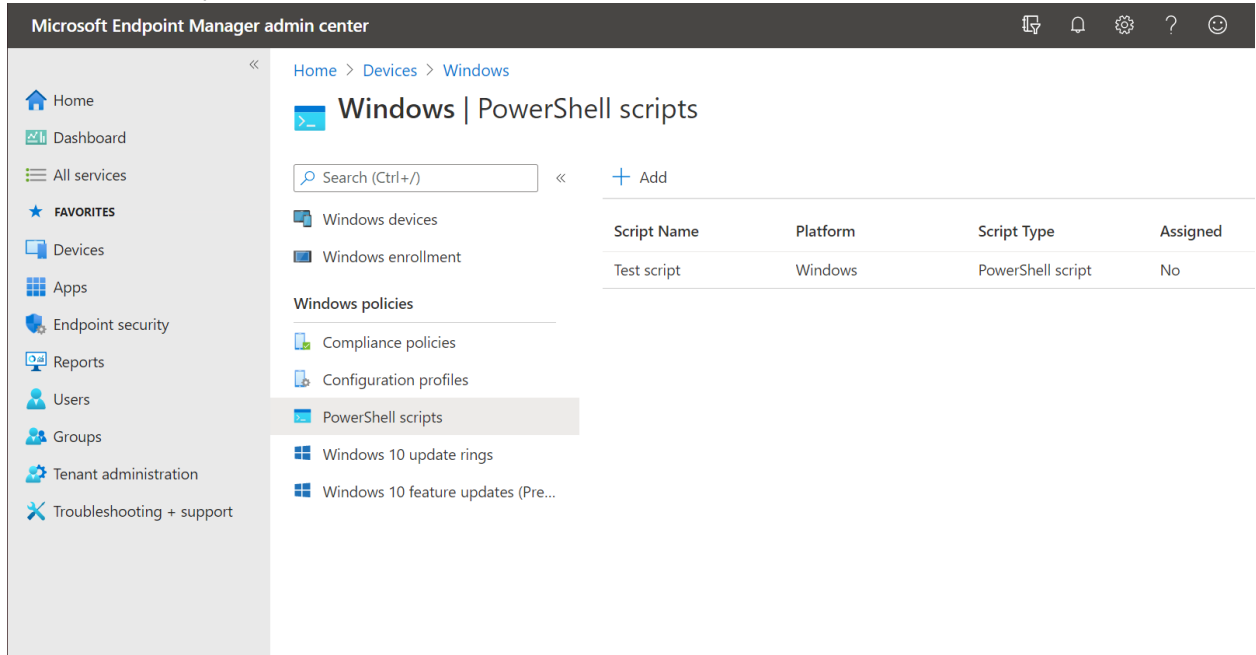 Microsoft Endpoint Manager admin center
Home > Devices > Windows
Windows | PowerShell scripts
Home
Dashboard
All services
FAVORITES
Devices
Apps
Endpoint security
Reports
Users
Groups
Tenant administration
Troubleshooting + support
Search (Ctrl+/)
Windows devices
Windows enrollment
Windows policies
Compliance policies
Configuration profiles
PowerShell scripts
Windows 10 update rings
Windows 10 feature updates (Pre...
Add
Script Name Platform Script Type Assigned
Test script Windows PowerShell script No